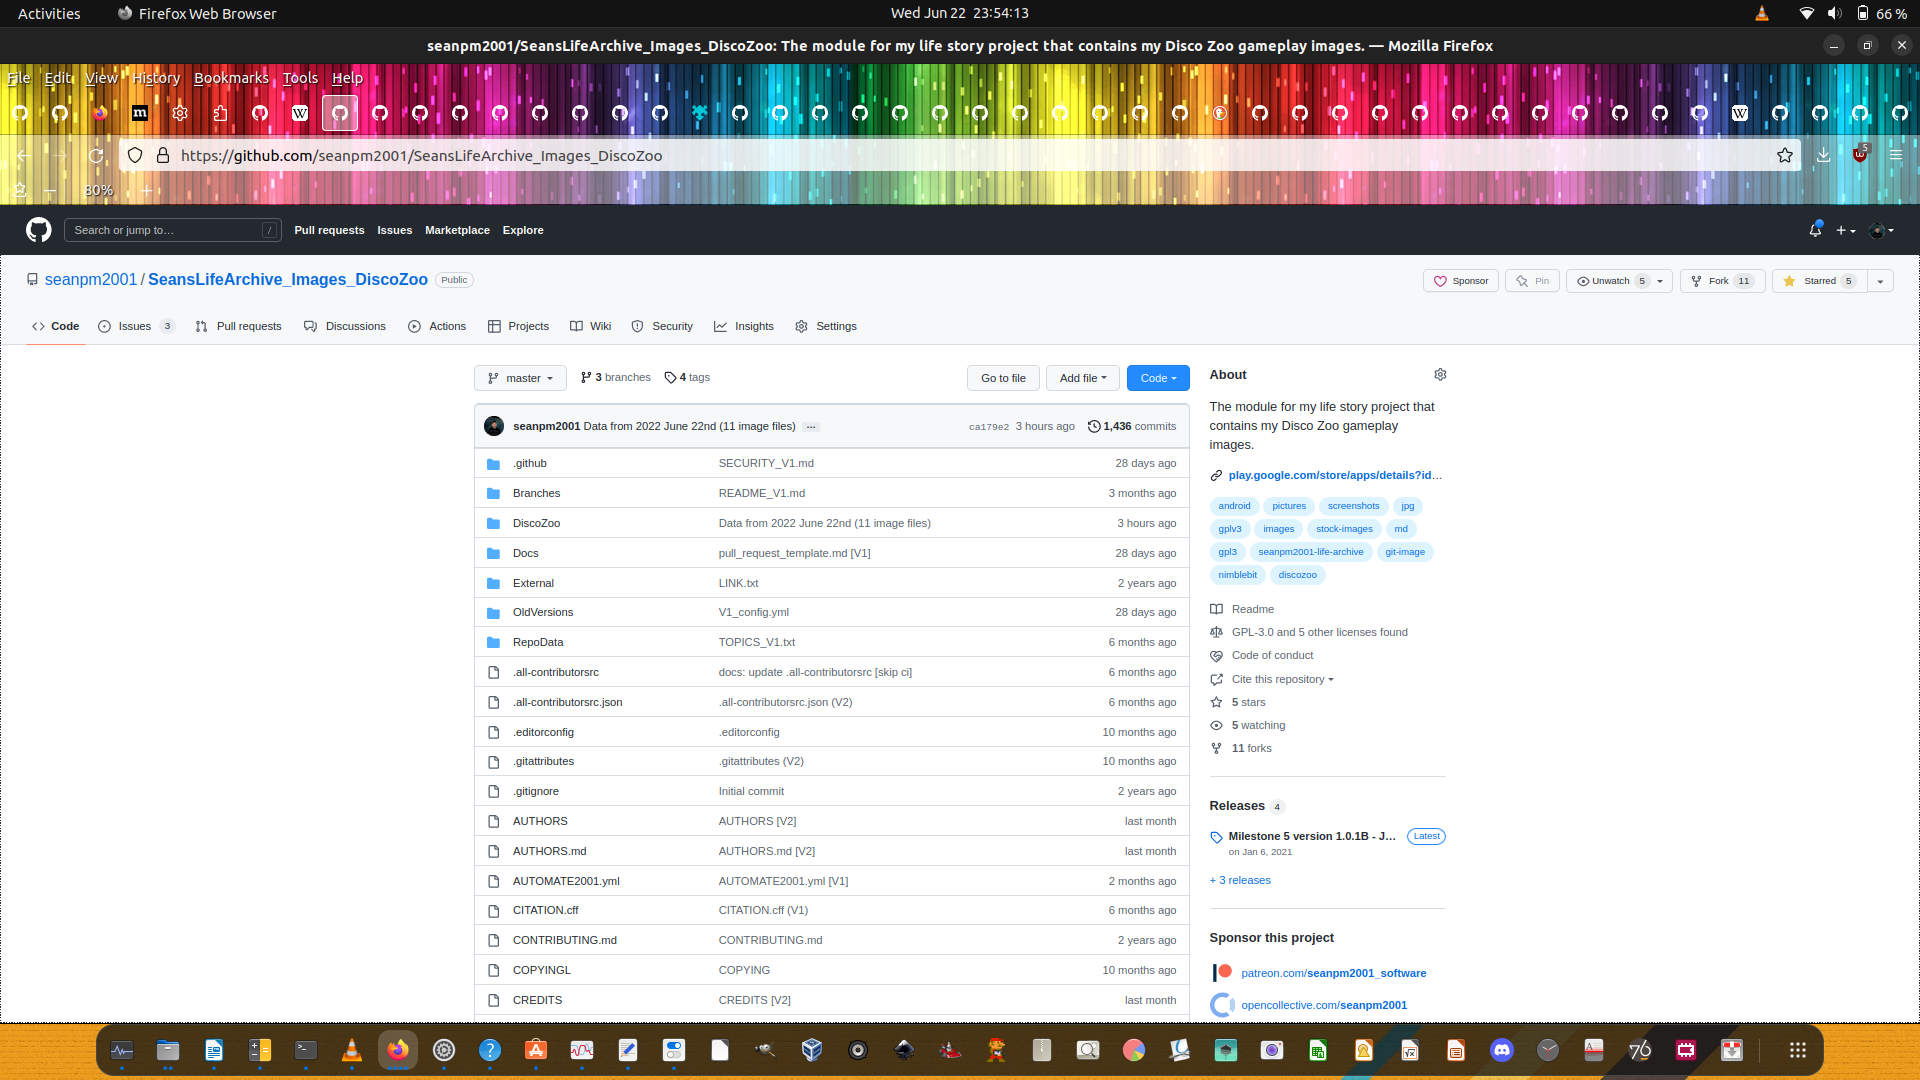 Activities Firefox Web Browser Wed Jun 22 23:54:13 66 %
seanpm2001/SeansLifeArchive_Images_DiscoZoo: The module for my life story project that contains my Disco Zoo gameplay images. — Mozilla Firefox
File Edit View History Bookmarks Tools Help
https://github.com/seanpm2001/SeansLifeArchive_Images_DiscoZoo 5
80%
Search or jump to… / Pull requests Issues Marketplace Explore
seanpm2001 / SeansLifeArchive_Images_DiscoZoo Public Sponsor Pin Unwatch 5 Fork 11 Starred 5
Code Issues 3 Pull requests Discussions Actions Projects Wiki Security Insights Settings
master 3 branches 4 tags Go to file Add file Code
seanpm2001 Data from 2022 June 22nd (11 image files) … ca179e2 3 hours ago 1,436 commits
.github SECURITY_V1.md 28 days ago
Branches README_V1.md 3 months ago
DiscoZoo Data from 2022 June 22nd (11 image files) 3 hours ago
Docs pull_request_template.md [V1] 28 days ago
External LINK.txt 2 years ago
OldVersions V1_config.yml 28 days ago
RepoData TOPICS_V1.txt 6 months ago
.all-contributorsrc docs: update .all-contributorsrc [skip ci] 6 months ago
.all-contributorsrc.json .all-contributorsrc.json (V2) 6 months ago
.editorconfig .editorconfig 10 months ago
.gitattributes .gitattributes (V2) 10 months ago
.gitignore Initial commit 2 years ago
AUTHORS AUTHORS [V2] last month
AUTHORS.md AUTHORS.md [V2] last month
AUTOMATE2001.yml AUTOMATE2001.yml [V1] 2 months ago
CITATION.cff CITATION.cff (V1) 6 months ago
CONTRIBUTING.md CONTRIBUTING.md 2 years ago
COPYINGL COPYING 10 months ago
CREDITS CREDITS [V2] last month
About
The module for my life story project that
contains my Disco Zoo gameplay
images.
play.google.com/store/apps/details?id…
android pictures screenshots jpg
gplv3 images stock-images md
gpl3 seanpm2001-life-archive git-image
nimblebit discozoo
Readme
GPL-3.0 and 5 other licenses found
Code of conduct
Cite this repository
5 stars
5 watching
11 forks
Releases 4
Milestone 5 version 1.0.1B - J… Latest
on Jan 6, 2021
+ 3 releases
Sponsor this project
patreon.com/seanpm2001_software
opencollective.com/seanpm2001
76